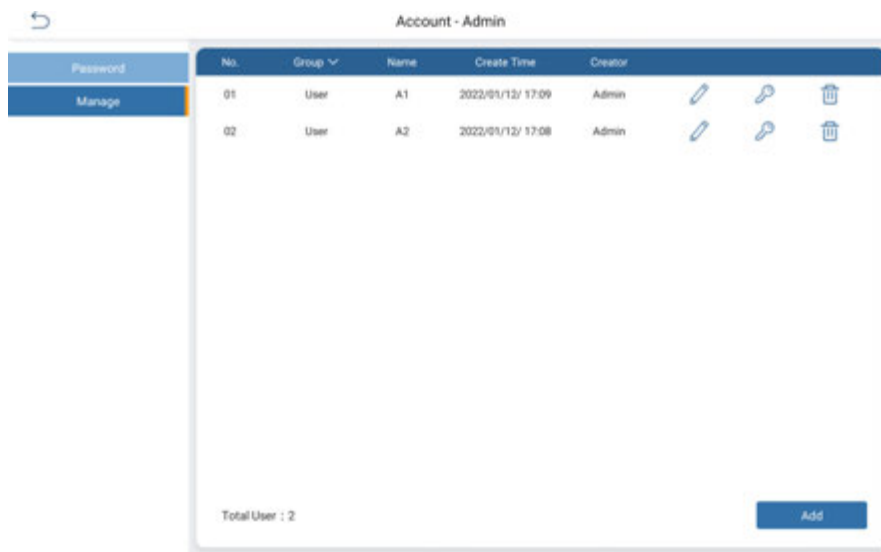 Account - Admin
Password
Manage
No. Group Name Create Time Creator
01 User A1 2022/01/12/ 17:09 Admin
02 User A2 2022/01/12/ 17:08 Admin
Total User : 2
Add